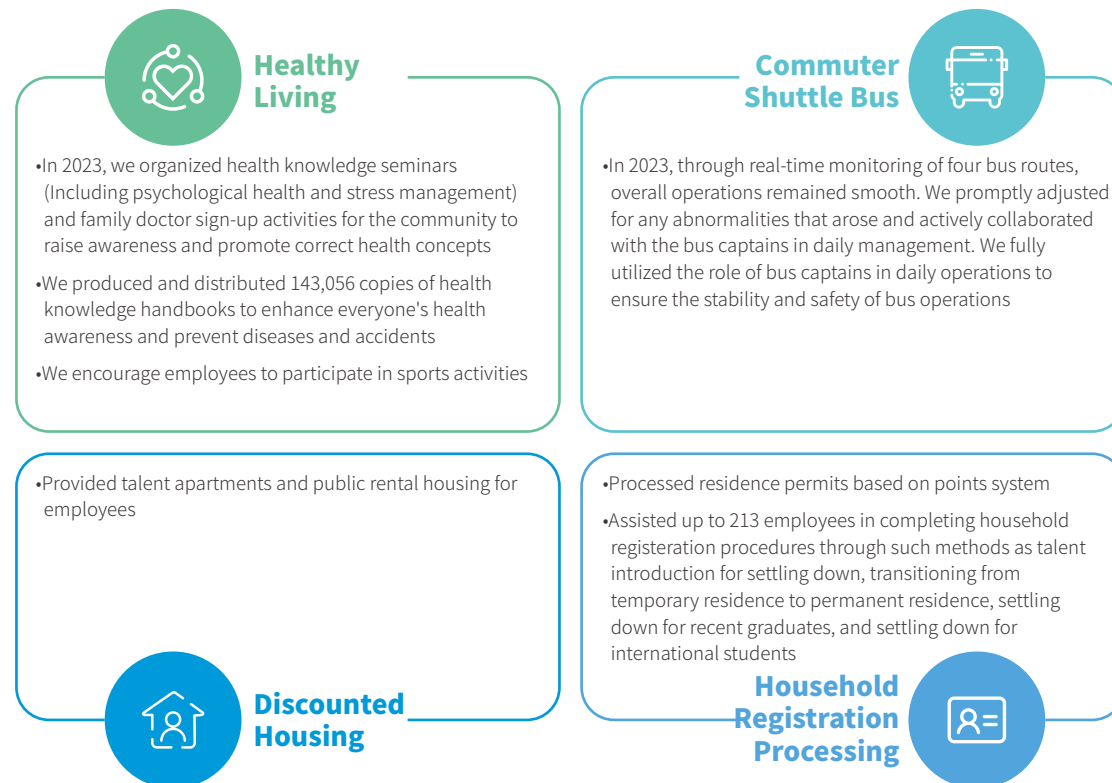 Healthy
Living
•In 2023, we organized health knowledge seminars
(Including psychological health and stress management)
and family doctor sign-up activities for the community to
raise awareness and promote correct health concepts
•We produced and distributed 143,056 copies of health
knowledge handbooks to enhance everyone's health
awareness and prevent diseases and accidents
•We encourage employees to participate in sports activities
Commuter
Shuttle Bus
•In 2023, through real-time monitoring of four bus routes,
overall operations remained smooth. We promptly adjusted
for any abnormalities that arose and actively collaborated
with the bus captains in daily management. We fully
utilized the role of bus captains in daily operations to
ensure the stability and safety of bus operations
•Provided talent apartments and public rental housing for
employees
Discounted
Housing
•Processed residence permits based on points system
•Assisted up to 213 employees in completing household
registeration procedures through such methods as talent
introduction for settling down, transitioning from
temporary residence to permanent residence, settling
down for recent graduates, and settling down for
international students
Household
Registration
Processing